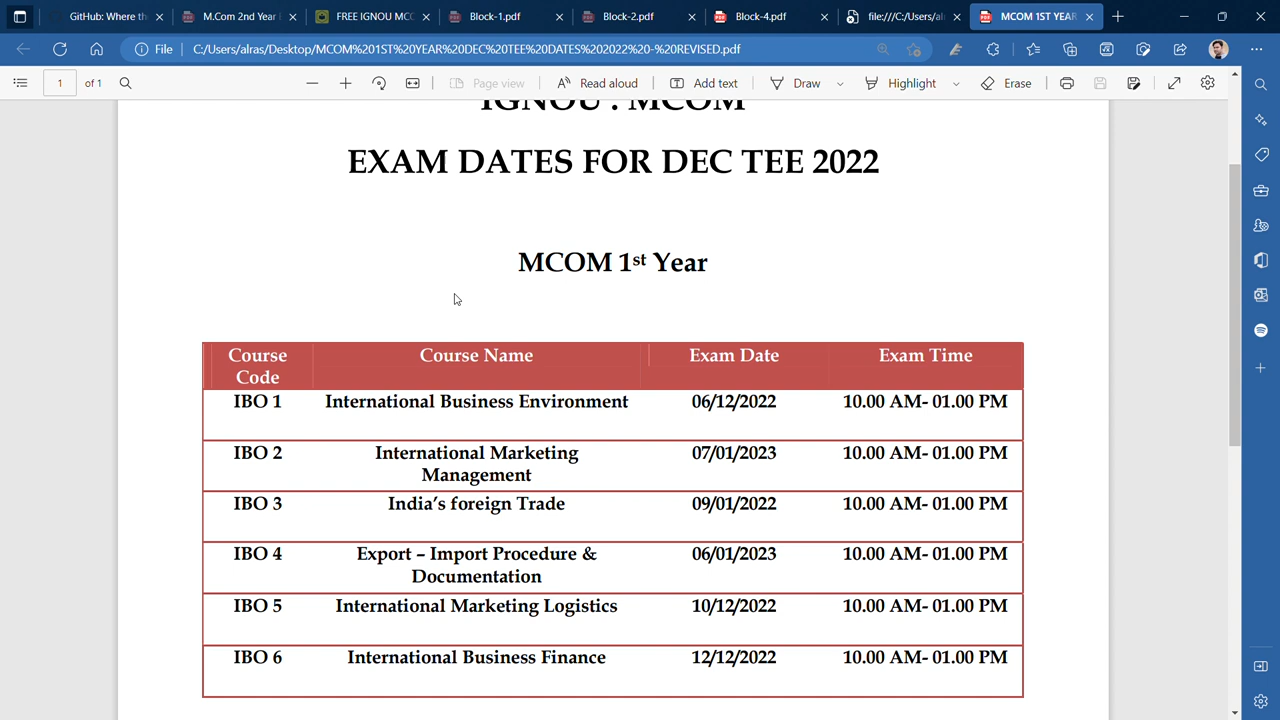 GitHub: Where th
M.Com 2nd Year
FREE IGNOU MCC
Block-1.pdf
Block-2.pdf
Block-4.pdf
file:///C:/Users/al
MCOM 1ST YEAR
File
C:/Users/alras/Desktop/MCOM%201ST%20YEAR%20DEC%20TEE%20DATES%202022%20-%20REVISED.pdf
1 of 1
Page view
Read aloud
Add text
Draw
Highlight
Erase
IGNOU : MCOM
EXAM DATES FOR DEC TEE 2022
MCOM 1st Year
Course Code Course Name Exam Date Exam Time
IBO 1 International Business Environment 06/12/2022 10.00 AM- 01.00 PM
IBO 2 International Marketing Management 07/01/2023 10.00 AM- 01.00 PM
IBO 3 India’s foreign Trade 09/01/2022 10.00 AM- 01.00 PM
IBO 4 Export – Import Procedure & Documentation 06/01/2023 10.00 AM- 01.00 PM
IBO 5 International Marketing Logistics 10/12/2022 10.00 AM- 01.00 PM
IBO 6 International Business Finance 12/12/2022 10.00 AM- 01.00 PM